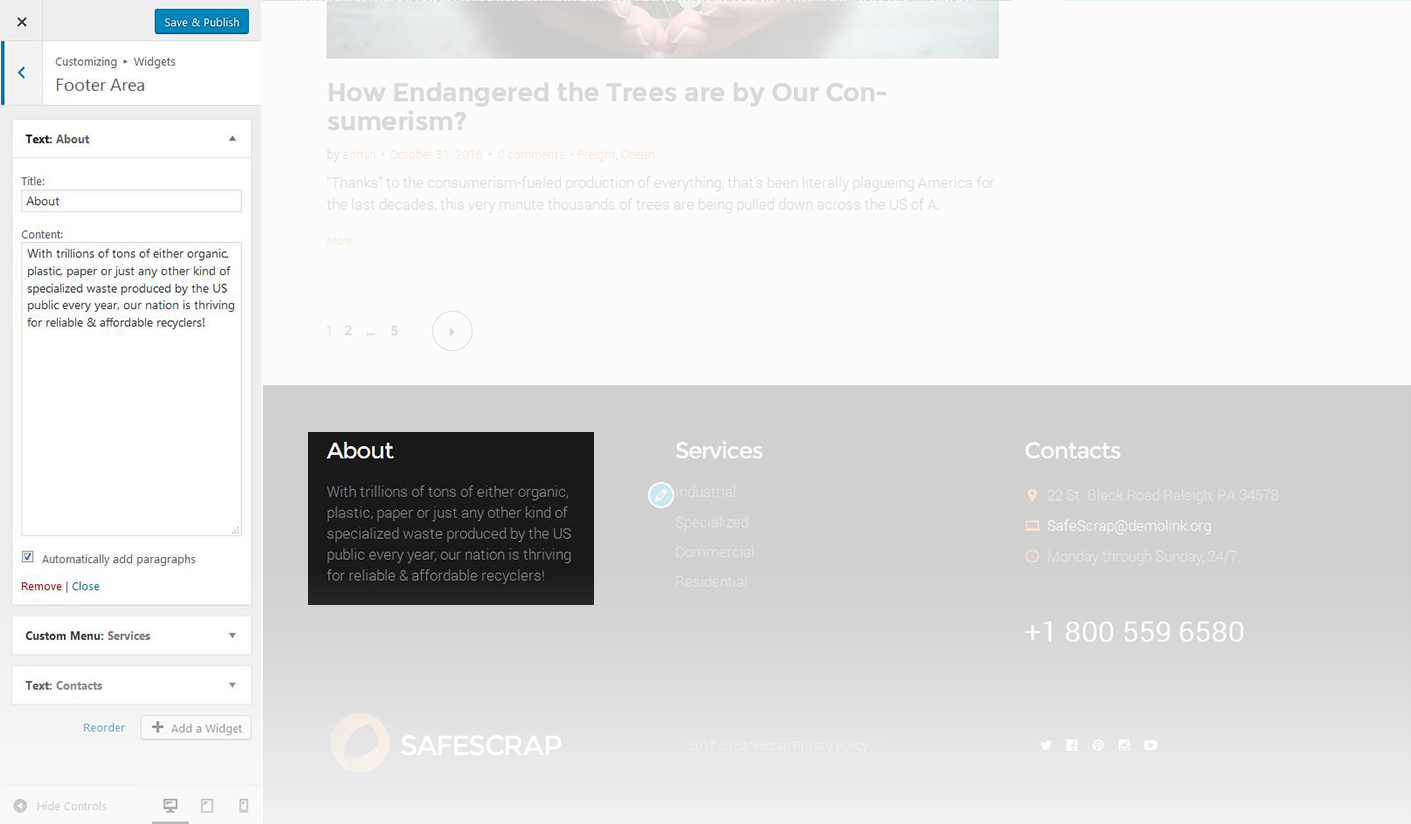 Save & Publish
Customizing ▸ Widgets
Footer Area
Text: About
Title:
About
Content:
With trillions of tons of either organic,
plastic, paper or just any other kind of
specialized waste produced by the US
public every year, our nation is thriving
for reliable & affordable recyclers!
Automatically add paragraphs
Remove | Close
Custom Menu: Services
Text: Contacts
Reorder
Add a Widget
Hide Controls
How Endangered the Trees are by Our Con-
sumerism?
by admin • October 31, 2016 • 0 comments • Freight, Ocean
“Thanks” to the consumerism-fueled production of everything, that’s been literally plagueing America for
the last decades, this very minute thousands of trees are being pulled down across the US of A.
More
1 2 … 5
About
With trillions of tons of either organic,
plastic, paper or just any other kind of
specialized waste produced by the US
public every year, our nation is thriving
for reliable & affordable recyclers!
Services
Industrial
Specialized
Commercial
Residential
Contacts
22 St. Black Road Raleigh, PA 34578
SafeScrap@demolink.org
Monday through Sunday, 24/7.
+1 800 559 6580
SAFESCRAP
2017 (c) SafeScrap Privacy Policy